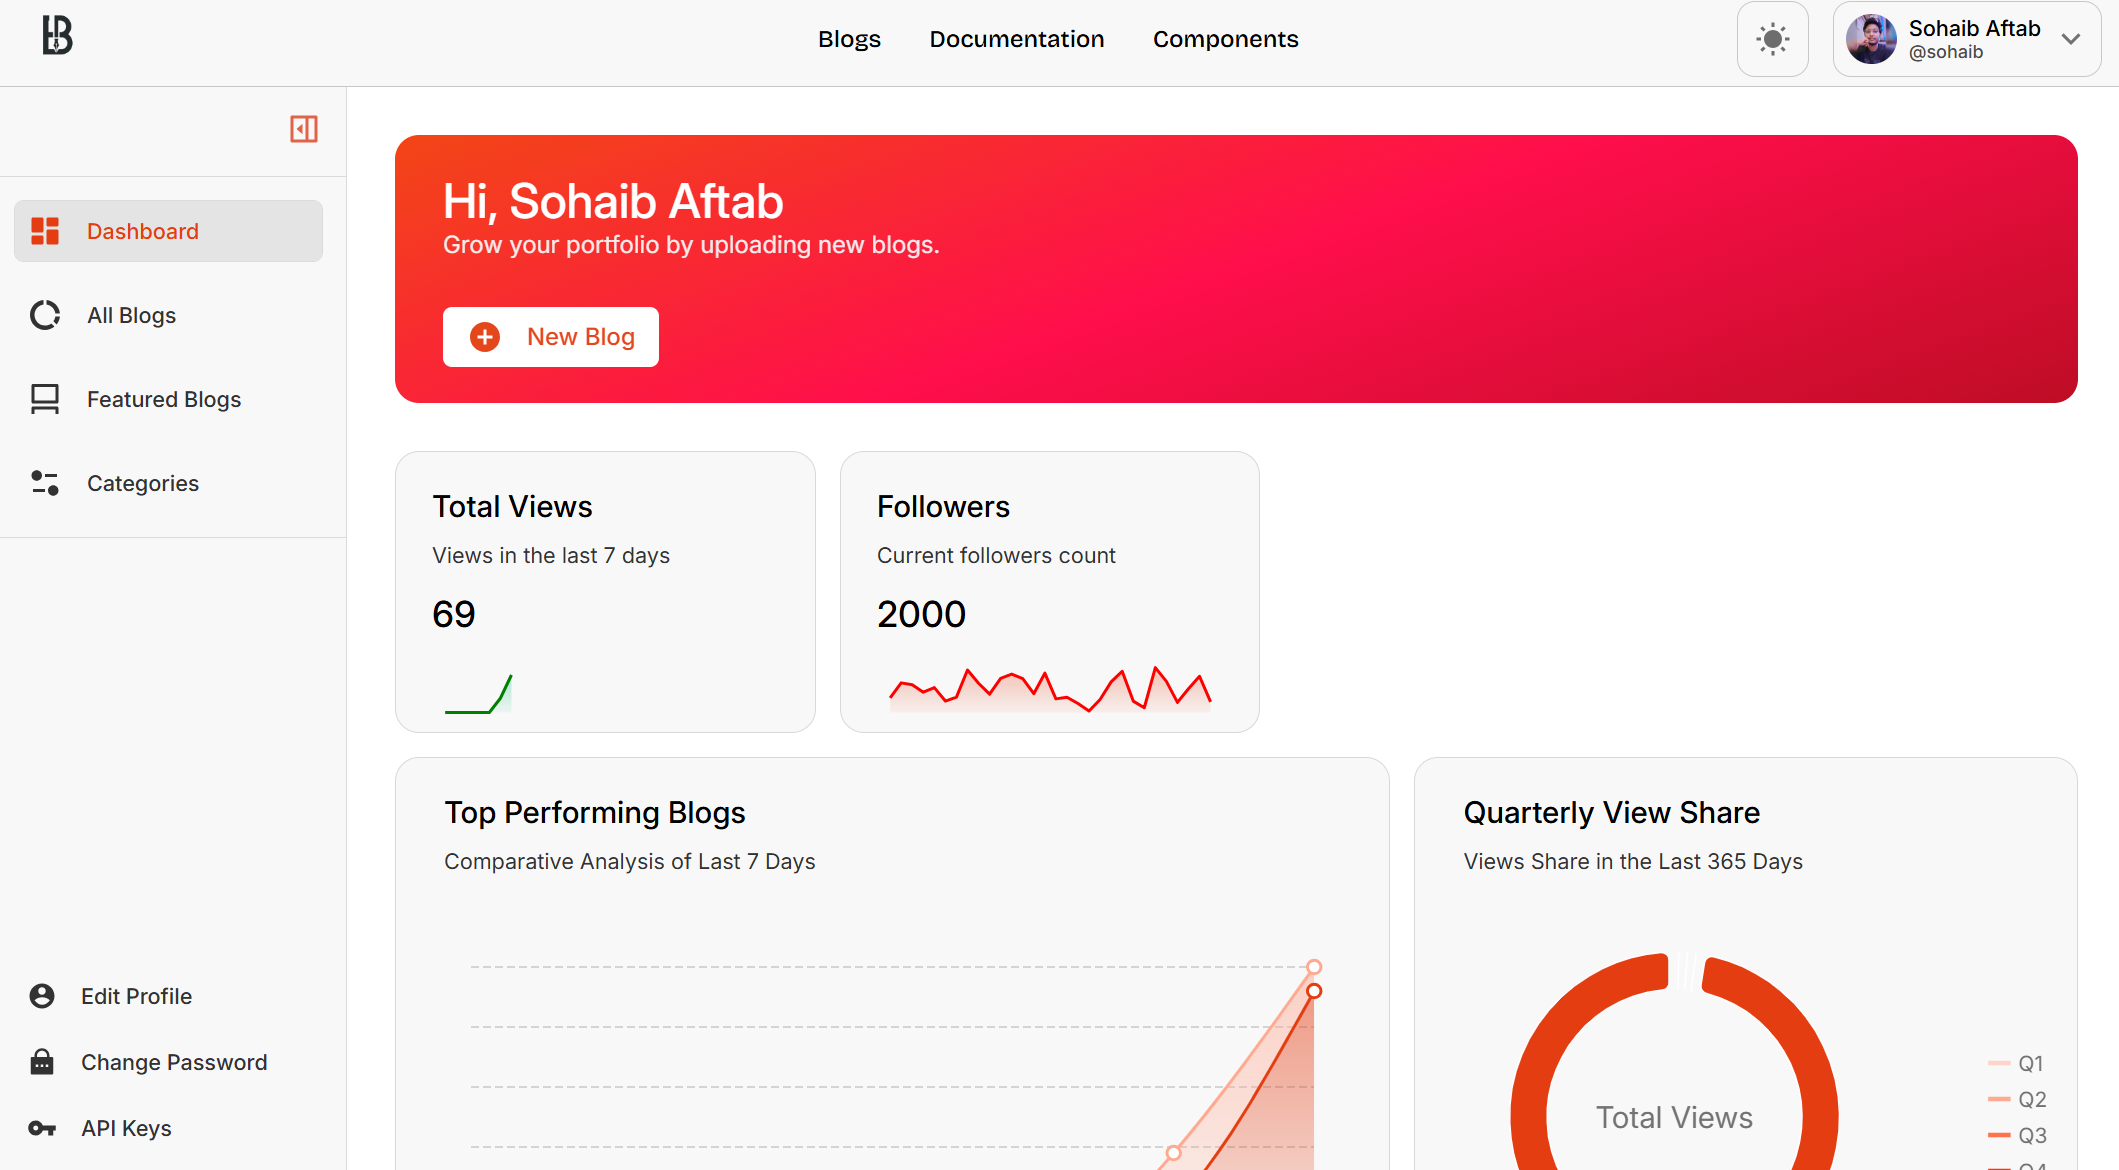 B
Blogs
Documentation
Components
Sohaib Aftab
@sohaib
Dashboard
All Blogs
Featured Blogs
Categories
Edit Profile
Change Password
API Keys
Hi, Sohaib Aftab
Grow your portfolio by uploading new blogs.
New Blog
Total Views
Views in the last 7 days
69
Followers
Current followers count
2000
Top Performing Blogs
Comparative Analysis of Last 7 Days
Quarterly View Share
Views Share in the Last 365 Days
Total Views
Q1
Q2
Q3
Q4